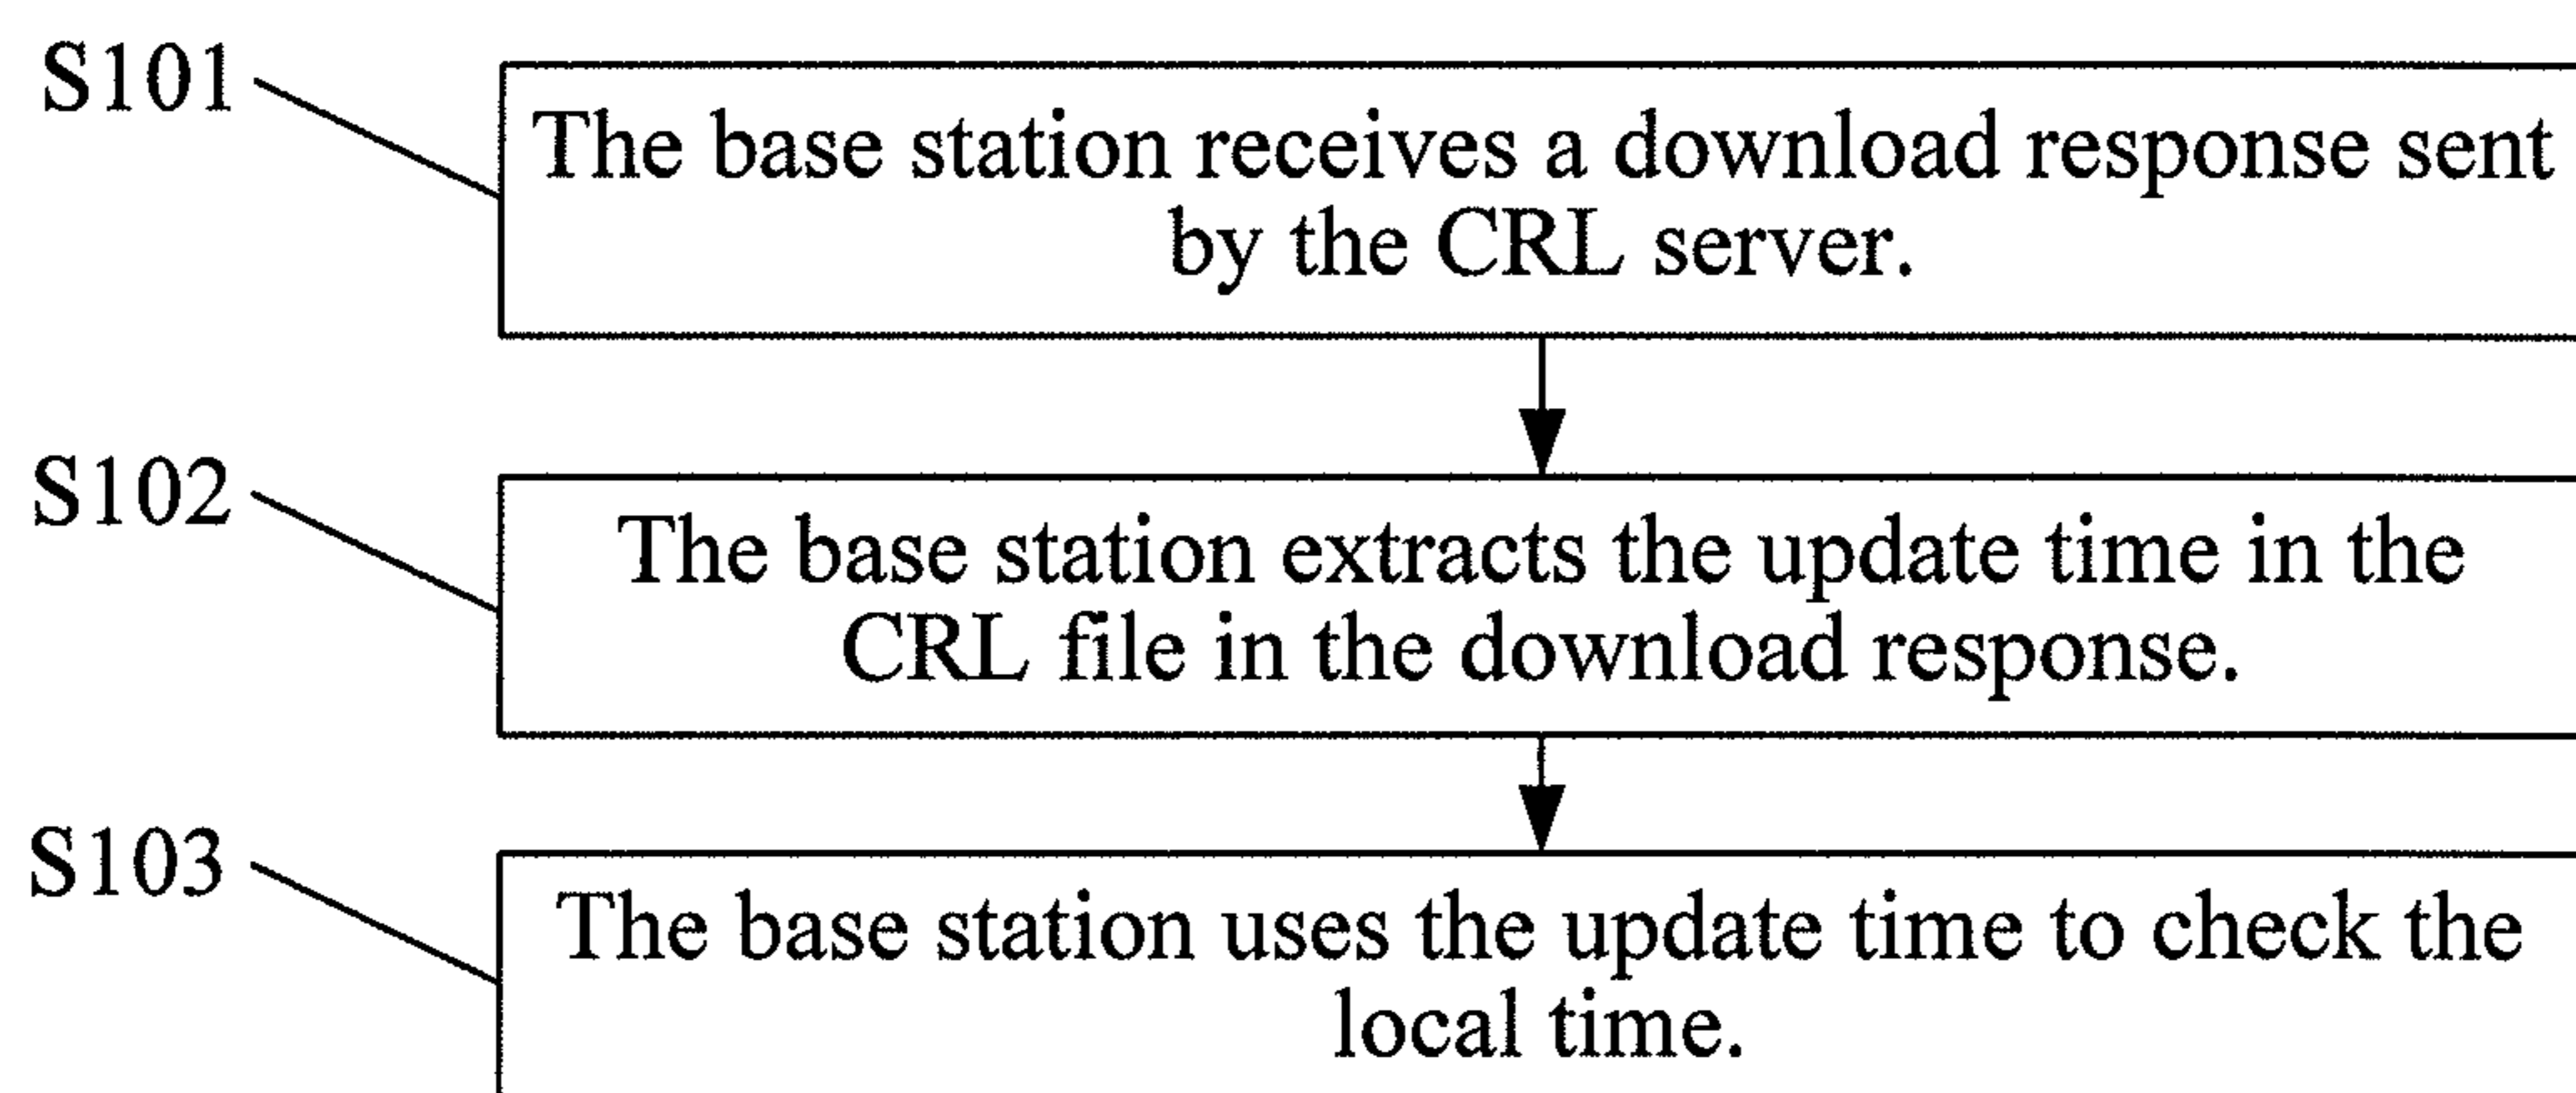 S101
The base station receives a download response sent
by the CRL server.
S102
The base station extracts the update time in the
CRL file in the download response.
S103
The base station uses the update time to check the
local time.